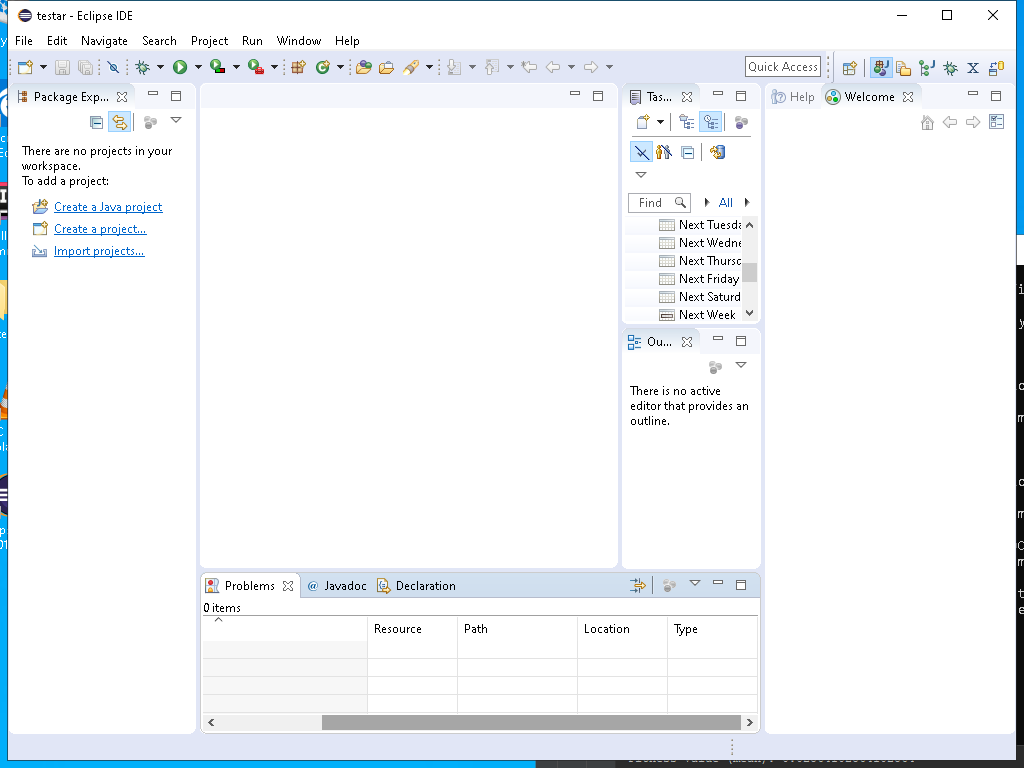 testar - Eclipse IDE
File Edit Navigate Search Project Run Window Help
Quick Access
Package Exp...
There are no projects in your
workspace.
To add a project:
Create a Java project
Create a project...
Import projects...
Tas...
Find
All
Next Tuesda
Next Wedne
Next Thursd
Next Friday
Next Saturd
Next Week
Ou...
There is no active
editor that provides an
outline.
Help
Welcome
Problems
@ Javadoc
Declaration
0 items
Resource Path Location Type